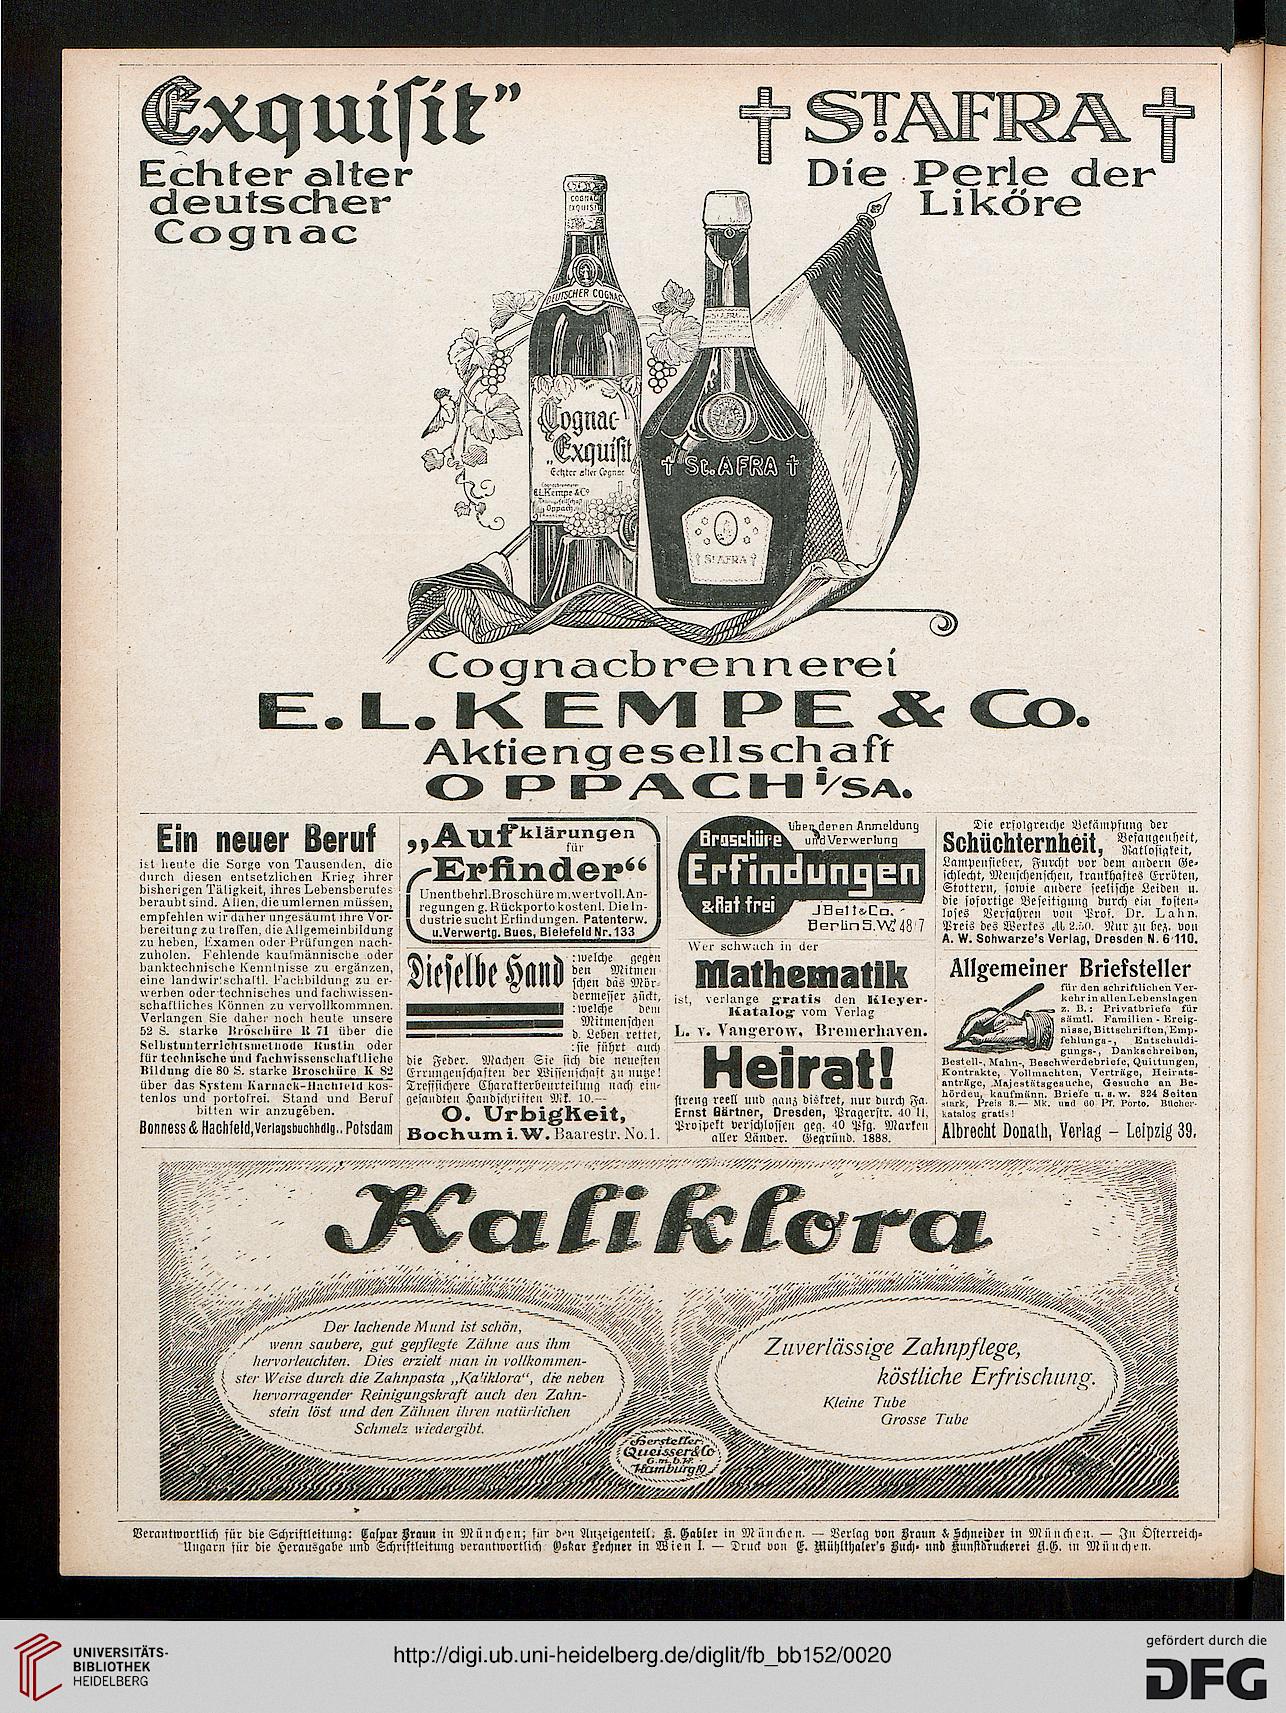 Exquisit”
Echter alter
deutscher
Cognac
† ST. AFRA †
Die Perle der
Liköre
COGNAC
EXQUISIT
DEUTSCHER COGNAC
Cognac
„Exquisit
Echter alter Cognac
E.L.Kempe & Co
Oppach
† St. AFRA †
† St. AFRA †
Cognacbrennerei
E. L. KEMPE & Co.
Aktiengesellschaft
OPPACH i/SA.
Ein neuer Beruf
ist heute die Sorge von Tausenden, die
durch diesen entsetzlichen Krieg ihrer
bisherigen Tätigkeit, ihres Lebensberufes
beraubt sind. Allen, die umlernen müssen,
empfehlen wir daher ungesäumt ihre Vor-
bereitung zu treffen, die Allgemeinbildung
zu heben, Examen oder Prüfungen nach-
zuholen. Fehlende kaufmännische oder
banktechnische Kenntnisse zu ergänzen,
eine landwirtschaftl. Fachbildung zu er-
werben oder technisches und fachwissen-
schaftliches Können zu vervollkommnen.
Verlangen Sie daher noch heute unsere
52 S. starke Broschüre R 71 über die
Selbstunterrichtsmethode Rustin oder
für technische und fachwissenschaftliche
Bildung die 80 S. starke Broschüre K 82
über das System Karnack-Hachfeld kos-
tenlos und portofrei. Stand und Beruf
bitten wir anzugeben.
Bonness & Hachfeld, Verlagsbuchhdlg., Potsdam
„Aufklärungen
für
Erfinder“
Unentbehrl. Broschüre m. wertvoll. An-
regungen g. Rückporto kostenl. Die In-
dustrie sucht Erfindungen. Patentverw.
u. Verwertg. Bues, Bielefeld Nr. 133
Dieselbe Hand
:welche gegen
den Mitmen
schen das Mör-
dermesser zückt,
:welche dem
Mitmenschen
d. Leben rettet,
:sie führt auch
die Feder. Machen Sie sich die neuesten
Errungenschaften der Wissenschaft zu nutze!
Treffsichere Charakterbeurteilung nach ein-
gesandten Handschriften Mk. 10.—
O. Urbigkeit,
Bochum i. W. Baarestr. No. 1.
Broschüre
über deren Anmeldung
und Verwertung
Erfindungen
& Rat frei
J Bett & Co.
Berlin S.W. 48 7
Wer schwach in der
Mathematik
ist, verlange gratis den Kleyer-
Katalog vom Verlag
L. v. Vangerow, Bremerhaven.
Heirat!
streng reell und ganz diskret, nur durch Fa.
Ernst Gärtner, Dresden, Pragerstr. 40 II,
Prospekt verschlossen geg. 40 Pfg. Marken
aller Länder. Gegründ. 1888.
Die erfolgreiche Bekämpfung der
Schüchternheit,
Befangenheit,
Ratlosigkeit,
Lampenfieber, Furcht vor dem andern Ge-
schlecht, Menschenscheu, krankhaftes Erröten,
Stottern, sowie andere seelische Leiden u.
die sofortige Beseitigung durch ein kosten-
loses Verfahren von Prof. Dr. Lahn.
Preis des Werkes M. 2.50. Nur zu bez. von
A. W. Schwarze's Verlag, Dresden N. 6 110.
Allgemeiner Briefsteller
für den schriftlichen Ver-
kehr in allen Lebenslagen
z. B.: Privatbriefe für
sämtl. Familien-Ereig-
nisse, Bittschriften, Emp-
fehlungs-, Entschuldi-
gungs-, Dankschreiben,
Bestell-, Mahn-, Beschwerdebriefe, Quittungen,
Kontrakte, Vollmachten, Verträge, Heirats-
anträge, Majestätsgesuche, Gesuche an Be-
hörden, kaufmänn. Briefe u. s. w. 324 Seiten
stark, Preis 3.— Mk. und 60 Pf. Porto. Bücher-
katalog gratis!
Albrecht Donath, Verlag – Leipzig 39.
Kaliklora
Der lachende Mund ist schön,
wenn saubere, gut gepflegte Zähne aus ihm
hervorleuchten. Dies erzielt man in vollkommen-
ster Weise durch die Zahnpasta „Kaliklora“, die neben
hervorragender Reinigungskraft auch den Zahn-
stein löst und den Zähnen ihren natürlichen
Schmelz wiedergibt.
Zuverlässige Zahnpflege,
köstliche Erfrischung.
Kleine Tube
Grosse Tube
Hersteller
Queisser & Co
G.m.b.H.
Hamburg 19
Verantwortlich für die Schriftleitung: Caspar Braun in München; für den Anzeigenteil: K. Gabler in München. — Verlag von Braun & Schneider in München. — In Österreich-
Ungarn für die Herausgabe und Schriftleitung verantwortlich Oskar Lechner in Wien I. — Druck von E. Mühlthaler's Buch- und Kunstdruckerei A.G. in München.
UNIVERSITÄTS-
BIBLIOTHEK
HEIDELBERG
http://digi.ub.uni-heidelberg.de/diglit/fb_bb152/0020
gefördert durch die
DFG